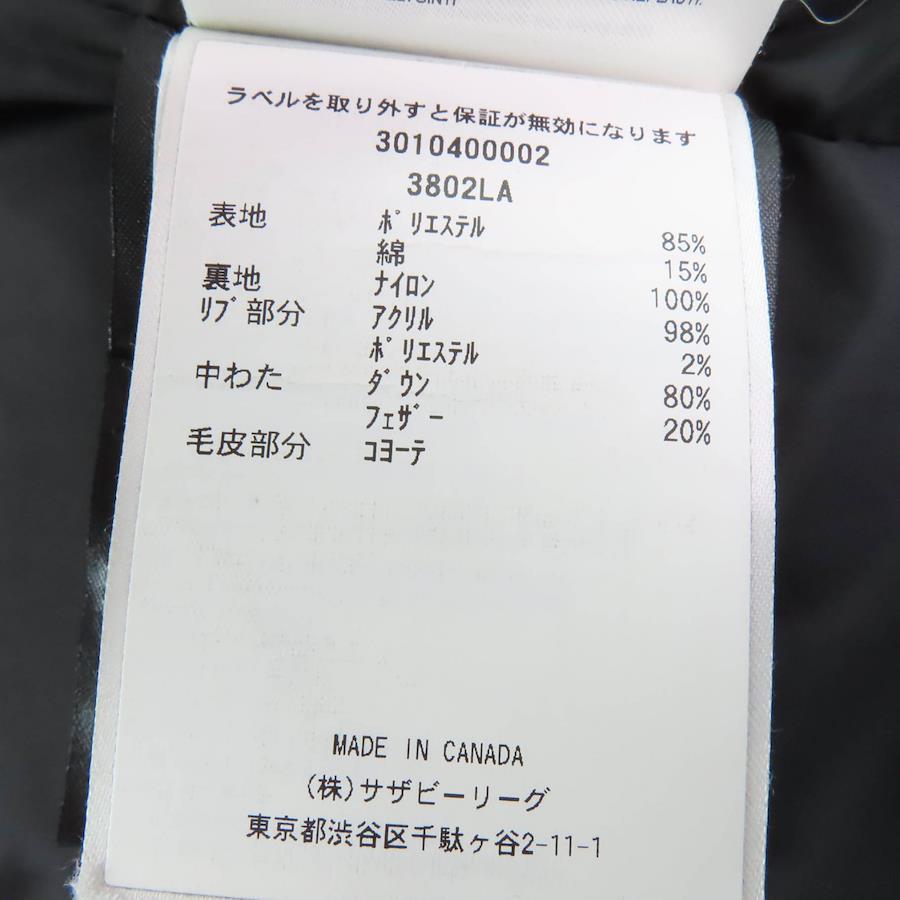 ラベルを取り外すと保証が無効になります
3010400002
3802LA
表地 ポリエステル 85%
綿 15%
裏地 ナイロン 100%
リブ部分 アクリル 98%
ポリエステル 2%
中わた ダウン 80%
フェザー 20%
毛皮部分 コヨーテ
MADE IN CANADA
(株)サザビーリーグ
東京都渋谷区千駄ヶ谷2-11-1